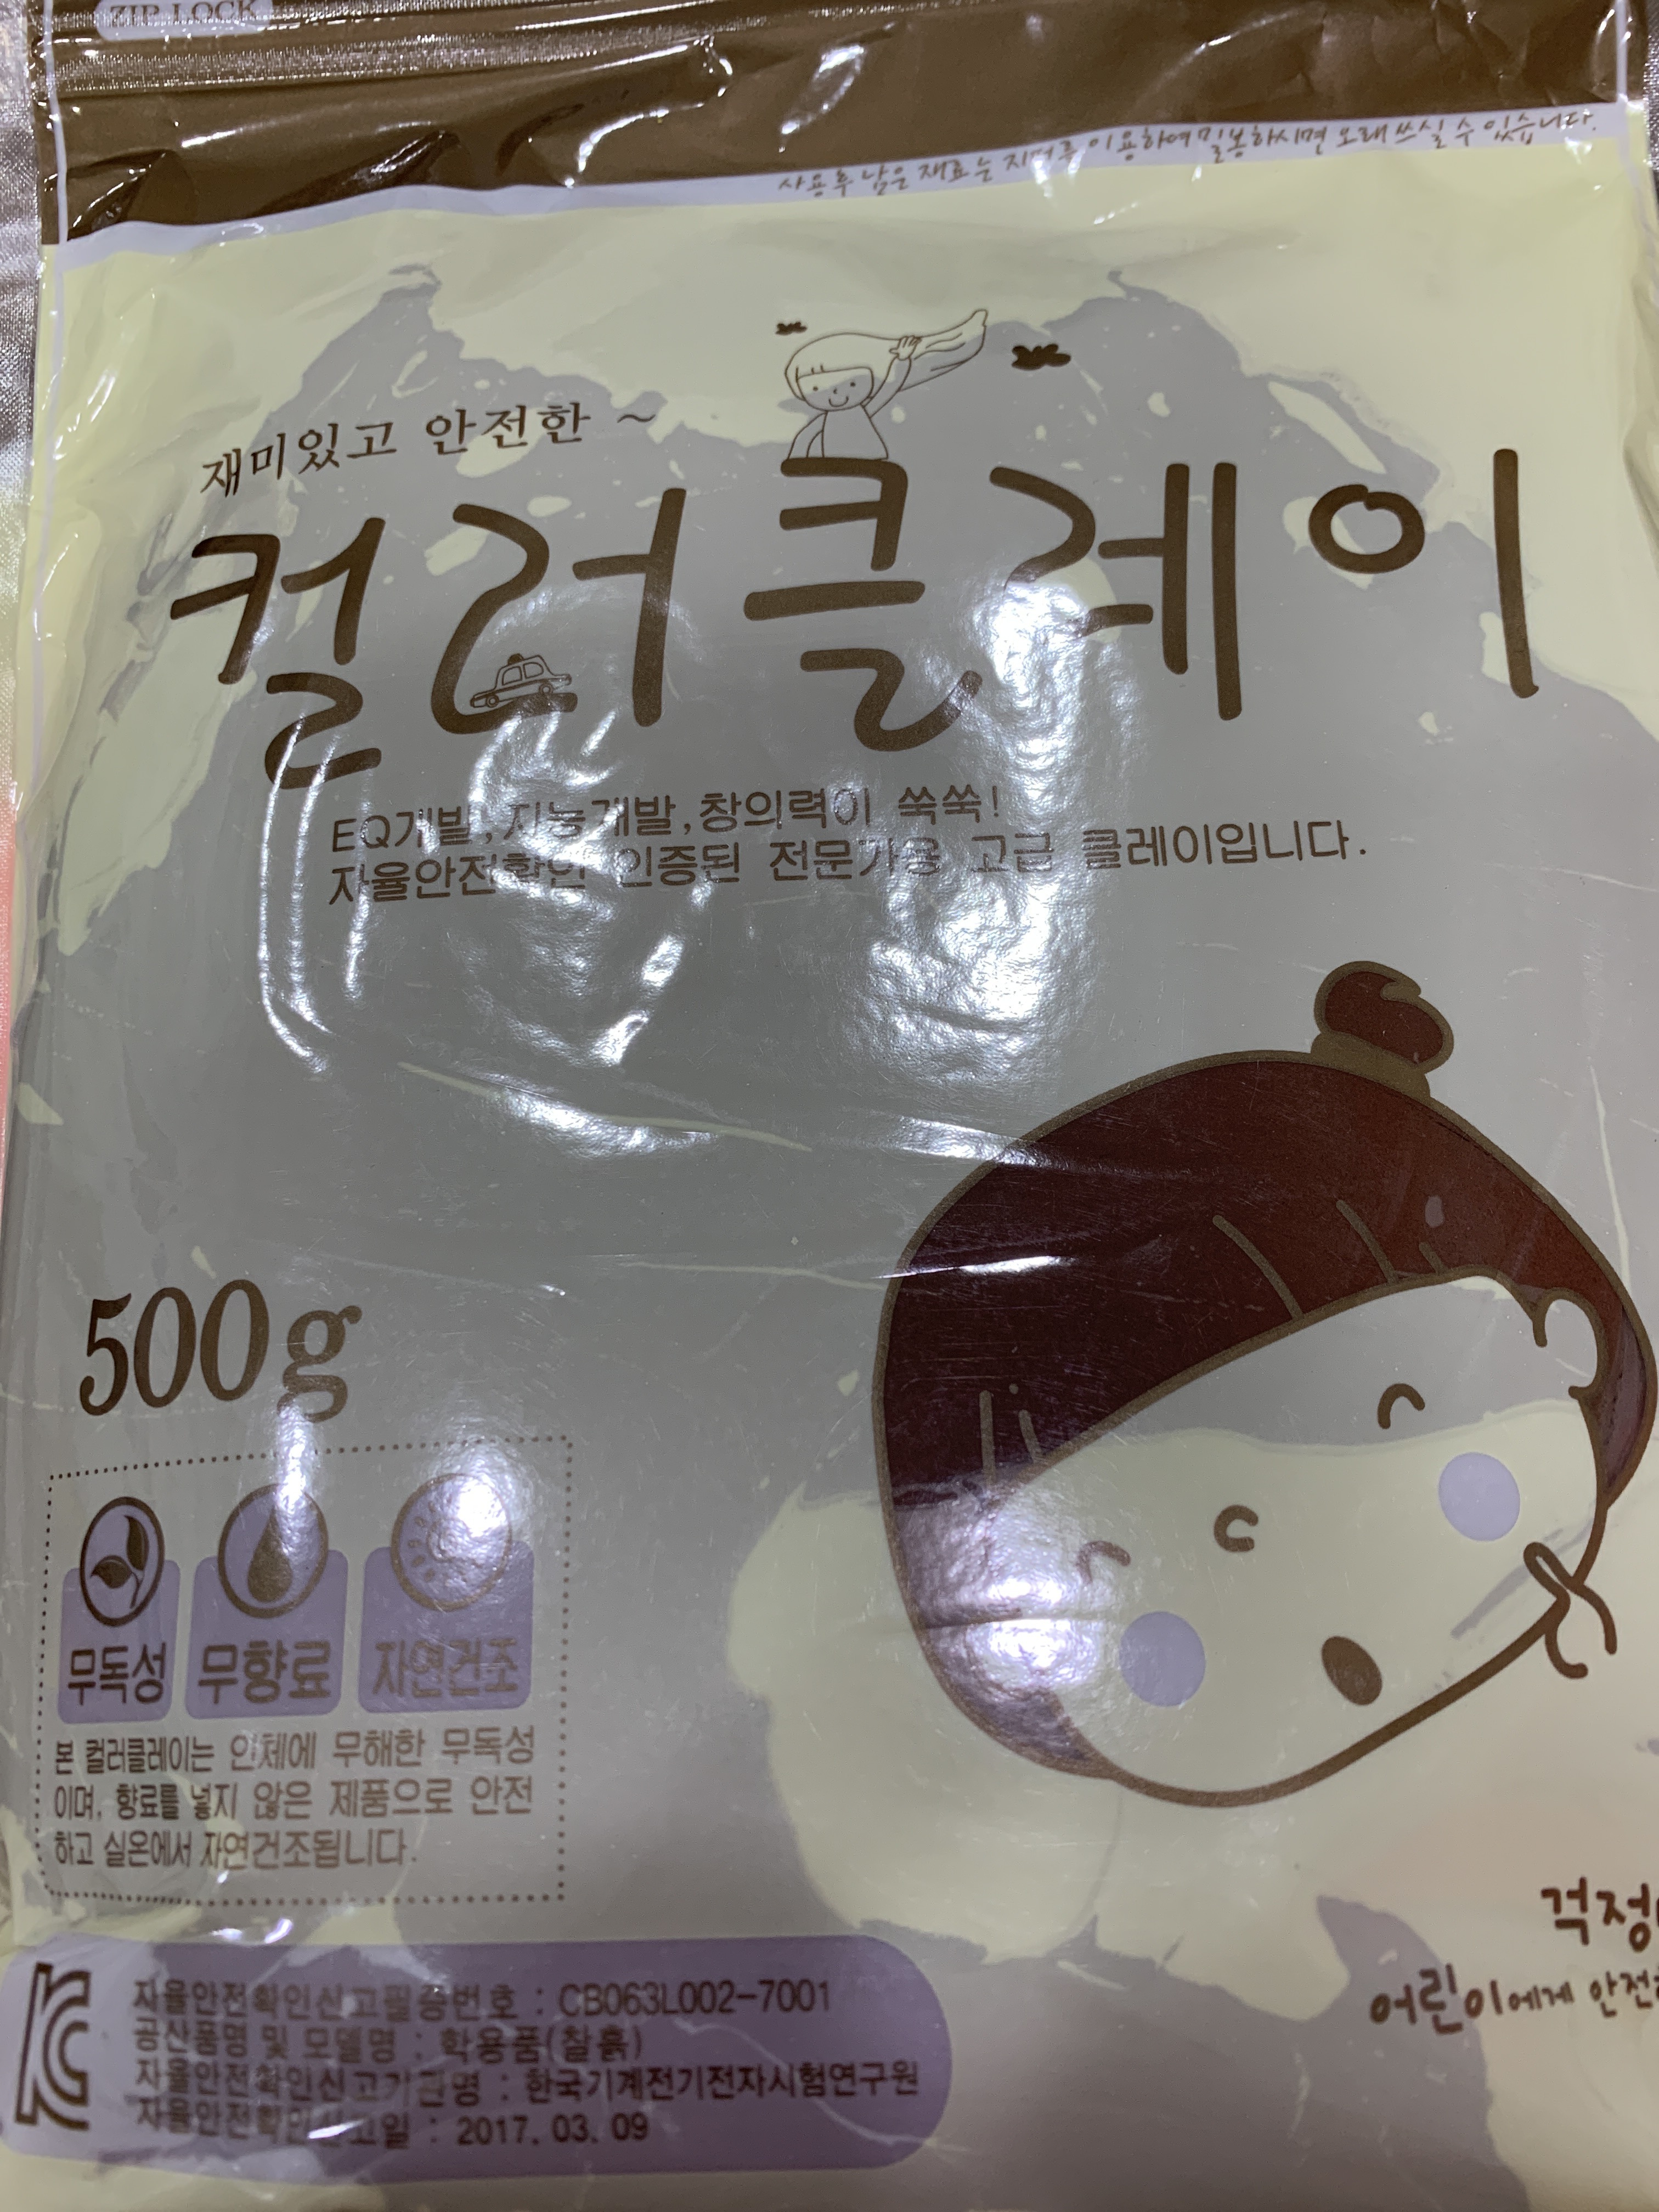 ZIP LOCK
사용 후 남은 재료는 지퍼를 이용하여 밀봉하시면 오래 쓰실 수 있습니다.
재미있고 안전한 ~
컬러클레이
EQ개발, 지능개발, 창의력이 쑥쑥!
자율안전확인 인증된 전문가용 고급 클레이입니다.
500g
무독성 무향료 자연건조
본 컬러클레이는 인체에 무해한 무독성
이며, 향료를 넣지 않은 제품으로 안전
하고 실온에서 자연건조됩니다.
걱정
어린이에게 안전
자율안전확인신고필증번호 : CB063L002-7001
공산품명 및 모델명 : 학용품(찰흙)
자율안전확인신고기관명 : 한국기계전기전자시험연구원
자율안전확인신고일 : 2017. 03. 09